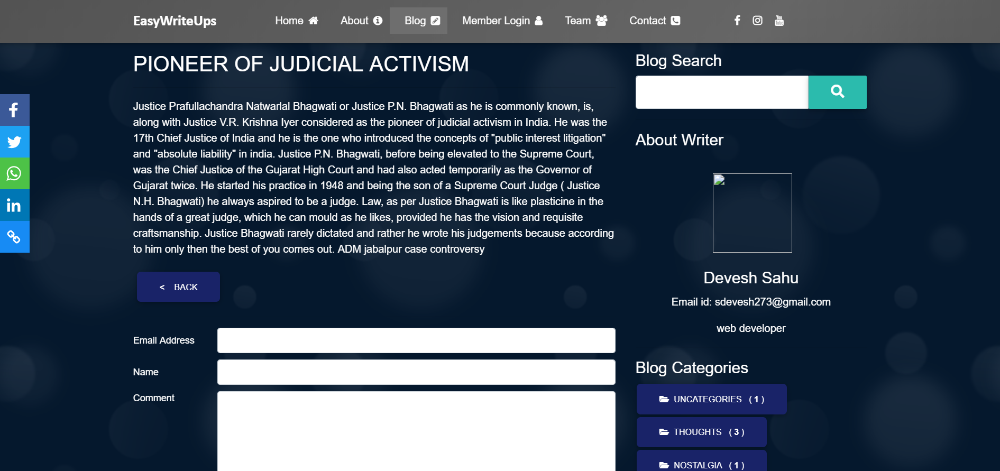 EasyWriteUps
Home
About
Blog
Member Login
Team
Contact
You
Tube
PIONEER OF JUDICIAL ACTIVISM
Justice Prafullachandra Natwarlal Bhagwati or Justice P.N. Bhagwati as he is commonly known, is,
along with Justice V.R. Krishna Iyer considered as the pioneer of judicial activism in India. He was the
17th Chief Justice of India and he is the one who introduced the concepts of "public interest litigation"
and "absolute liability" in india. Justice P.N. Bhagwati, before being elevated to the Supreme Court,
was the Chief Justice of the Gujarat High Court and had also acted temporarily as the Governor of
Gujarat twice. He started his practice in 1948 and being the son of a Supreme Court Judge ( Justice
N.H. Bhagwati) he always aspired to be a judge. Law, as per Justice Bhagwati is like plasticine in the
hands of a great judge, which he can mould as he likes, provided he has the vision and requisite
craftsmanship. Justice Bhagwati rarely dictated and rather he wrote his judgements because according
to him only then the best of you comes out. ADM jabalpur case controversy
< BACK
Email Address
Name
Comment
Blog Search
About Writer
Devesh Sahu
Email id: sdevesh273@gmail.com
web developer
Blog Categories
UNCATEGORIES ( 1 )
THOUGHTS ( 3 )
NOSTALGIA ( 1 )